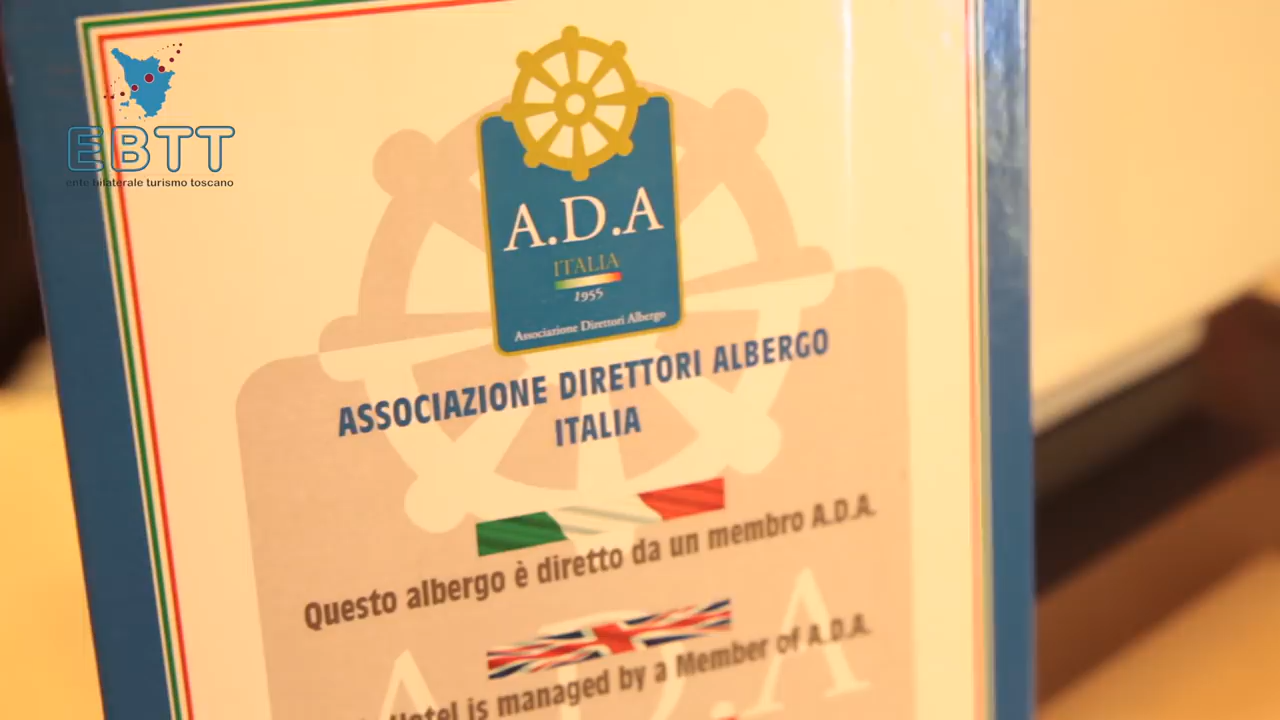 EBTT
ente bilaterale turismo toscano
A.D.A
ITALIA
1955
Associazione Direttori Albergo
ASSOCIAZIONE DIRETTORI ALBERGO
ITALIA
Questo albergo è diretto da un membro A.D.A.
Hotel is managed by a Member of A.D.A.
A.D.A